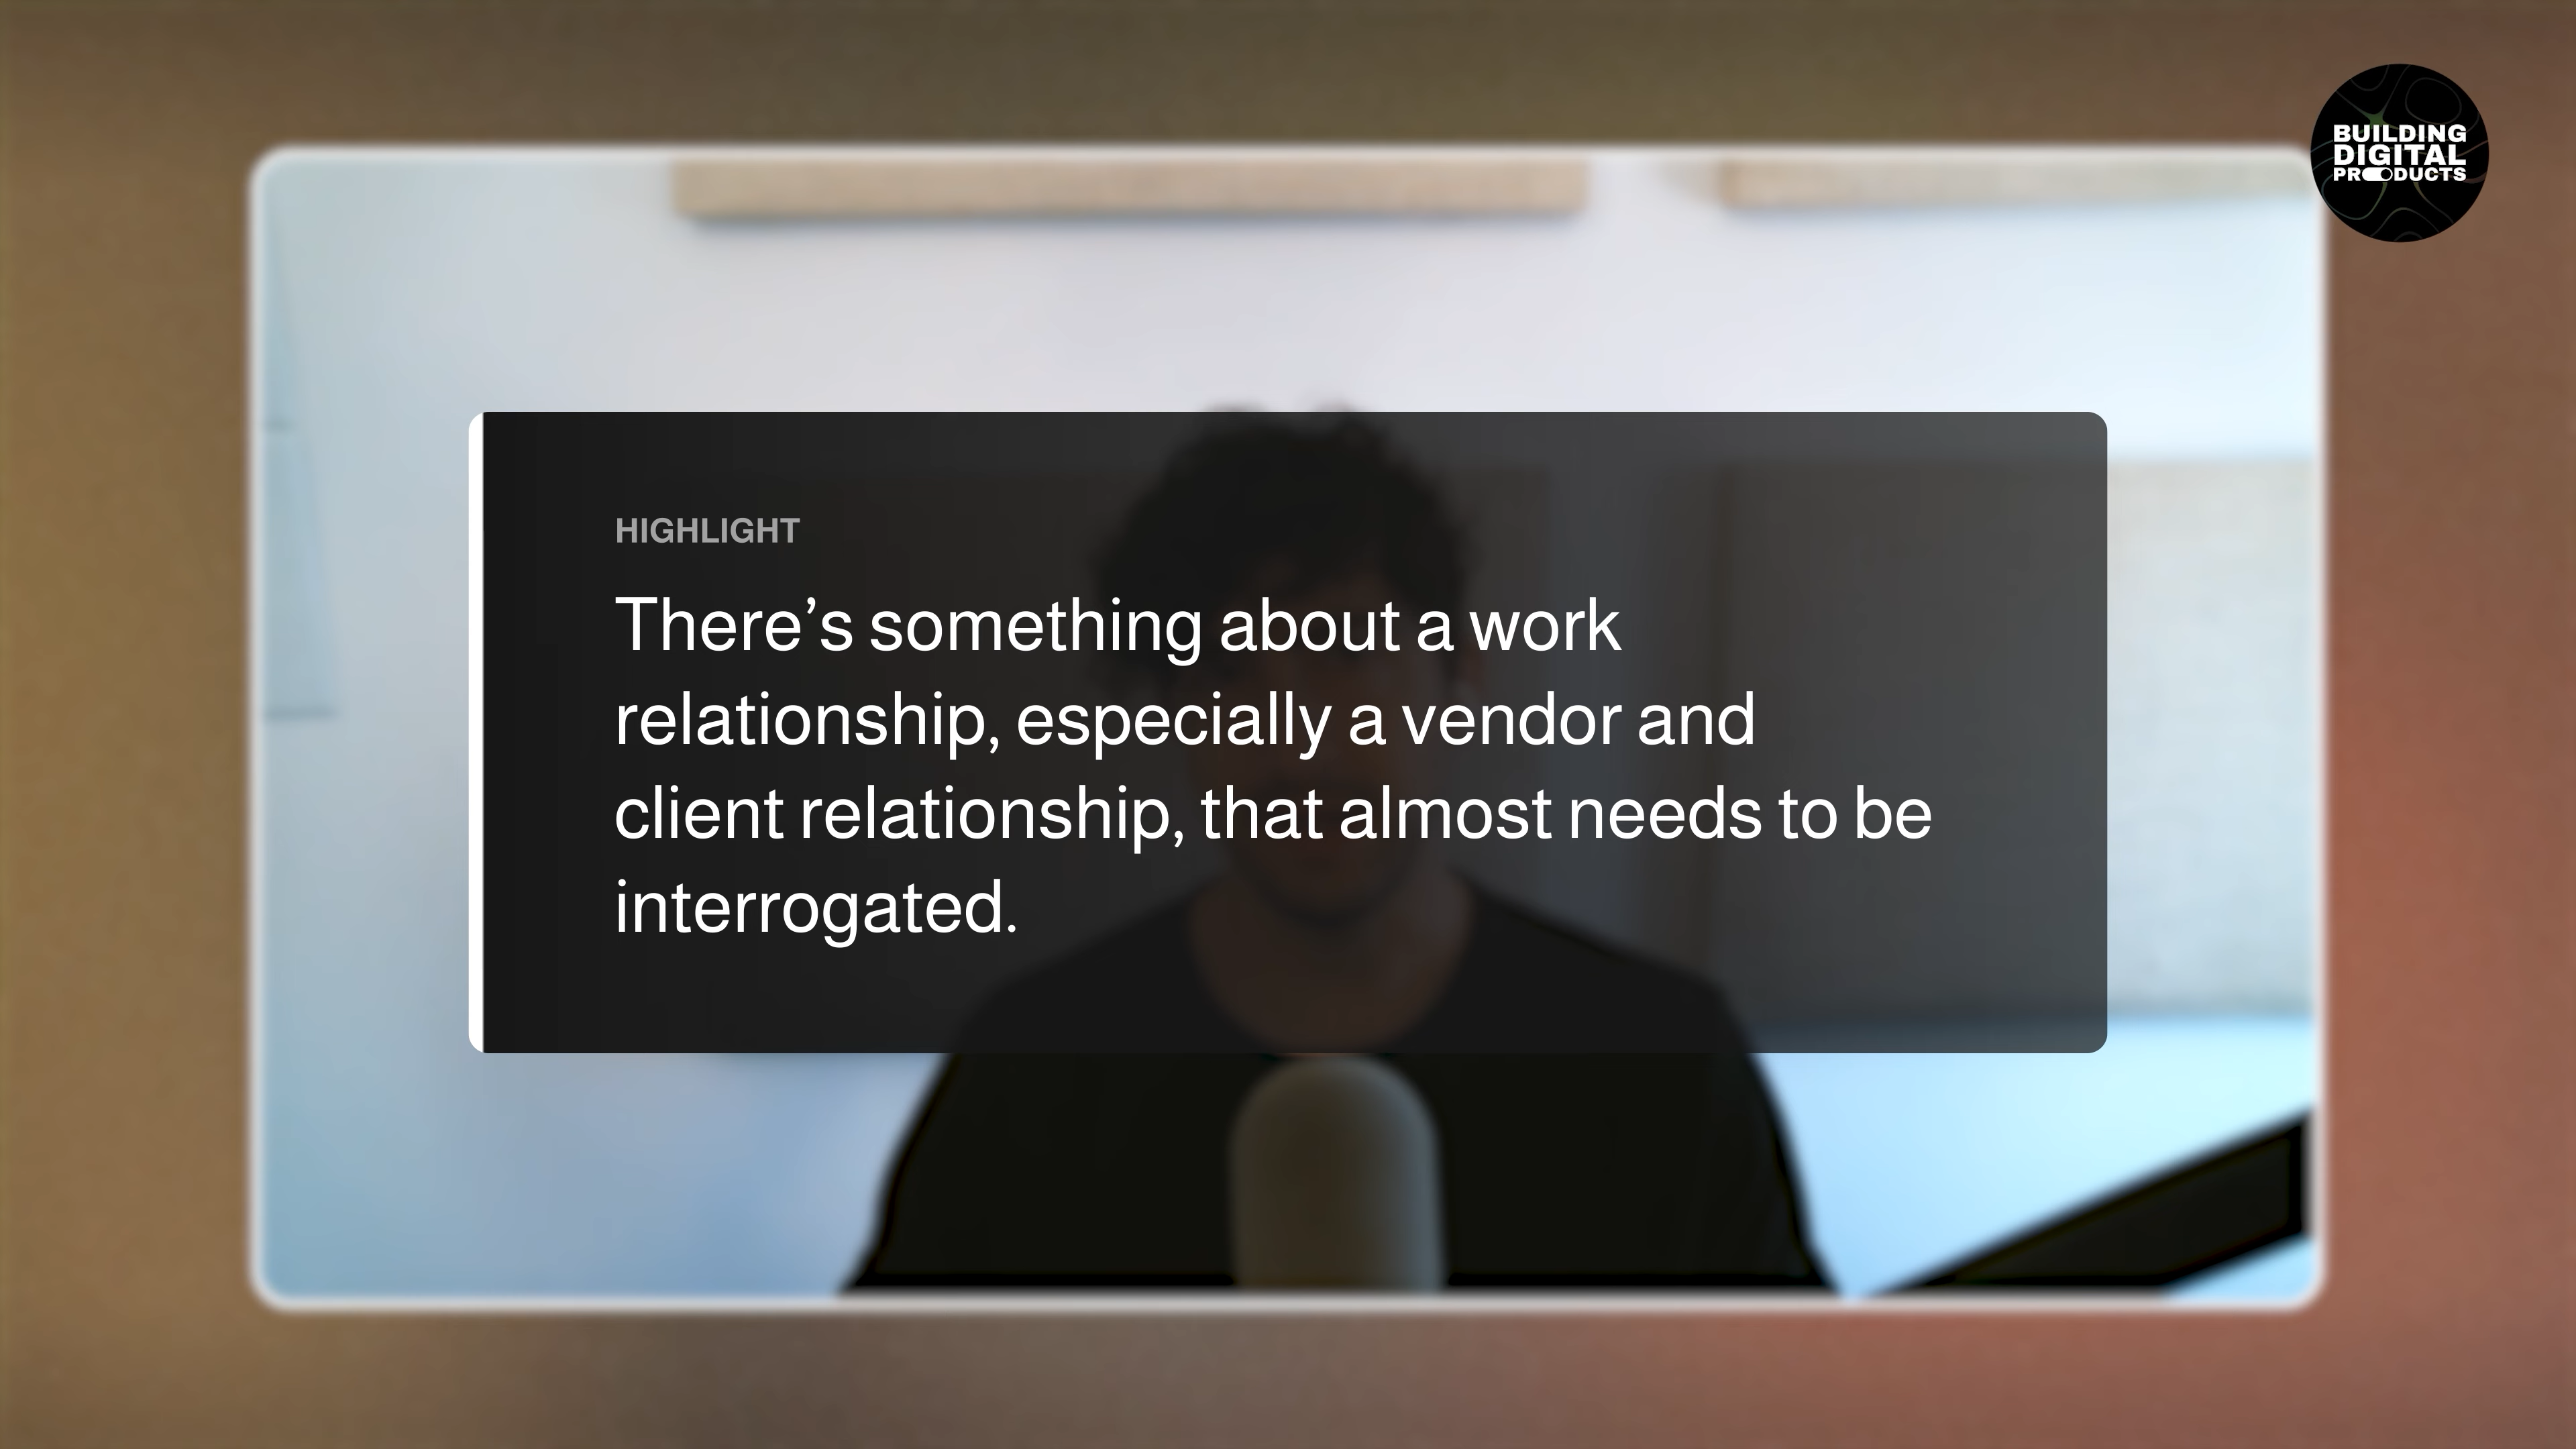 BUILDING
DIGITAL
PRODUCTS
HIGHLIGHT
There’s something about a work
relationship, especially a vendor and
client relationship, that almost needs to be
interrogated.